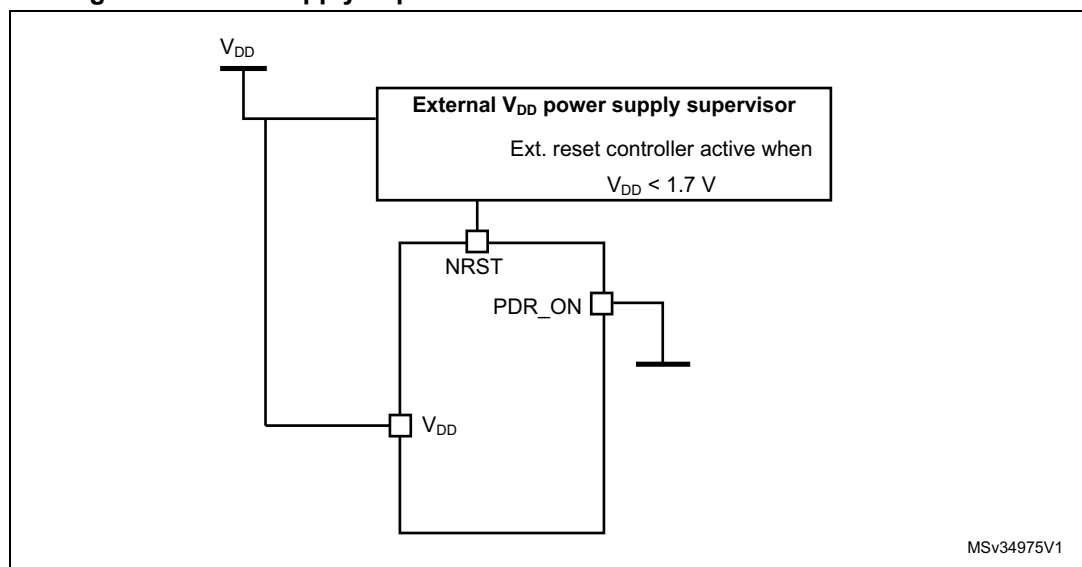 V_DD
External V_DD power supply supervisor
Ext. reset controller active when
V_DD < 1.7 V
NRST
PDR_ON
V_DD
MSv34975V1